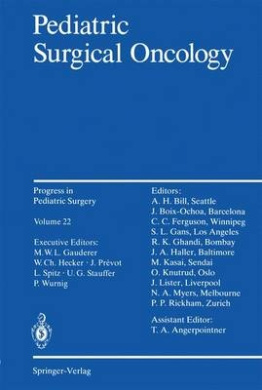 Pediatric
Surgical Oncology
Progress in
Pediatric Surgery
Volume 22
Executive Editors:
M.W.L. Gauderer
W.Ch. Hecker · J. Prévot
L. Spitz · U.G. Stauffer
P. Wurnig
Editors:
A. H. Bill, Seattle
J. Bois-Ochoa, Barcelona
C. C. Ferguson, Winnipeg
S. L. Gans, Los Angeles
R. K. Ghandi, Bombay
J. A. Haller, Baltimore
M. Kasai, Sendai
O. Knutrud, Oslo
J. Lister, Liverpool
N. A. Myers, Melbourne
P. P. Rickham, Zurich
Assistant Editor:
T. A. Angerpointner
Springer-Verlag